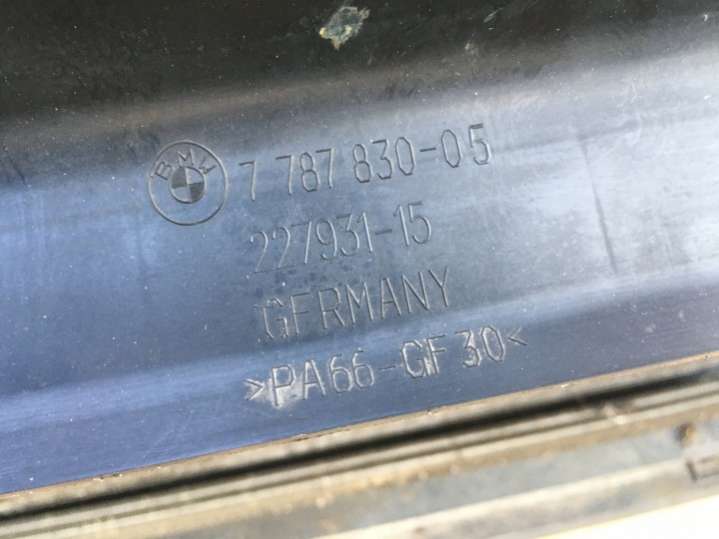 BMW 7 787 830-05
227931-15
GERMANY
>PA66-GF30<